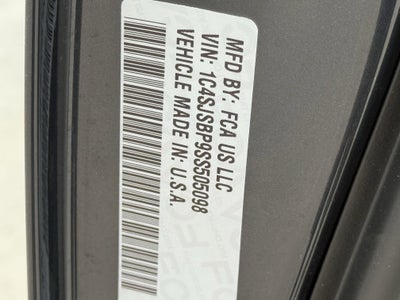 MFD BY: FCA US LLC
VIN: 1C4SJSBP9SS505098
VEHICLE MADE IN: U.S.A.